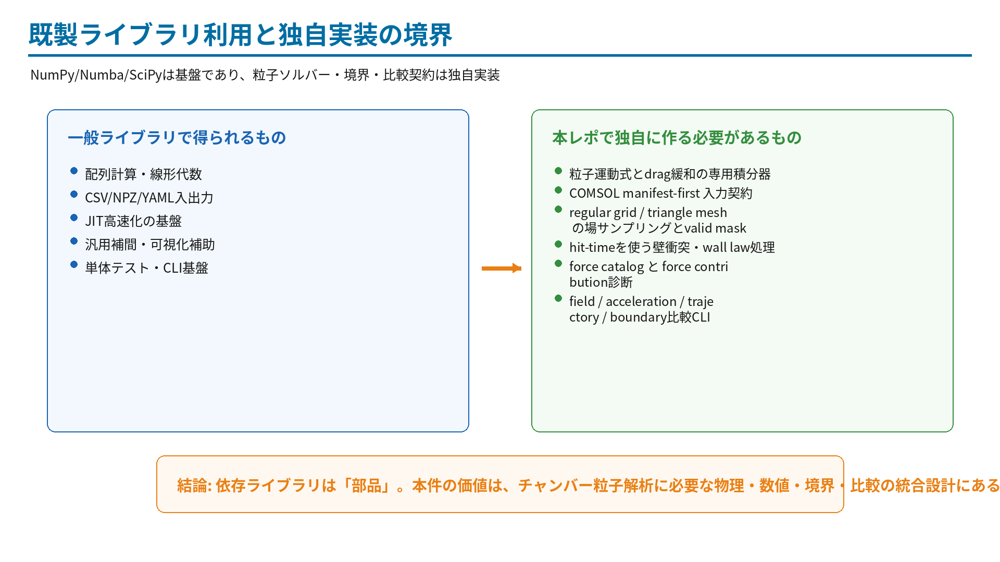 既製ライブラリ利用と独自実装の境界
NumPy/Numba/SciPyは基盤であり、粒子ソルバー・境界・比較契約は独自実装
一般ライブラリで得られるもの
配列計算・線形代数
CSV/NPZ/YAML入出力
JIT高速化の基盤
汎用補間・可視化補助
単体テスト・CLI基盤
本レポで独自に作る必要があるもの
粒子運動式とdrag緩和の専用積分器
COMSOL manifest-first 入力契約
regular grid / triangle mesh
の場サンプリングとvalid mask
hit-timeを使う壁衝突・wall law処理
force catalog と force contri
bution診断
field / acceleration / traje
ctory / boundary比較CLI
結論: 依存ライブラリは「部品」。本件の価値は、チャンバー粒子解析に必要な物理・数値・境界・比較の統合設計にある